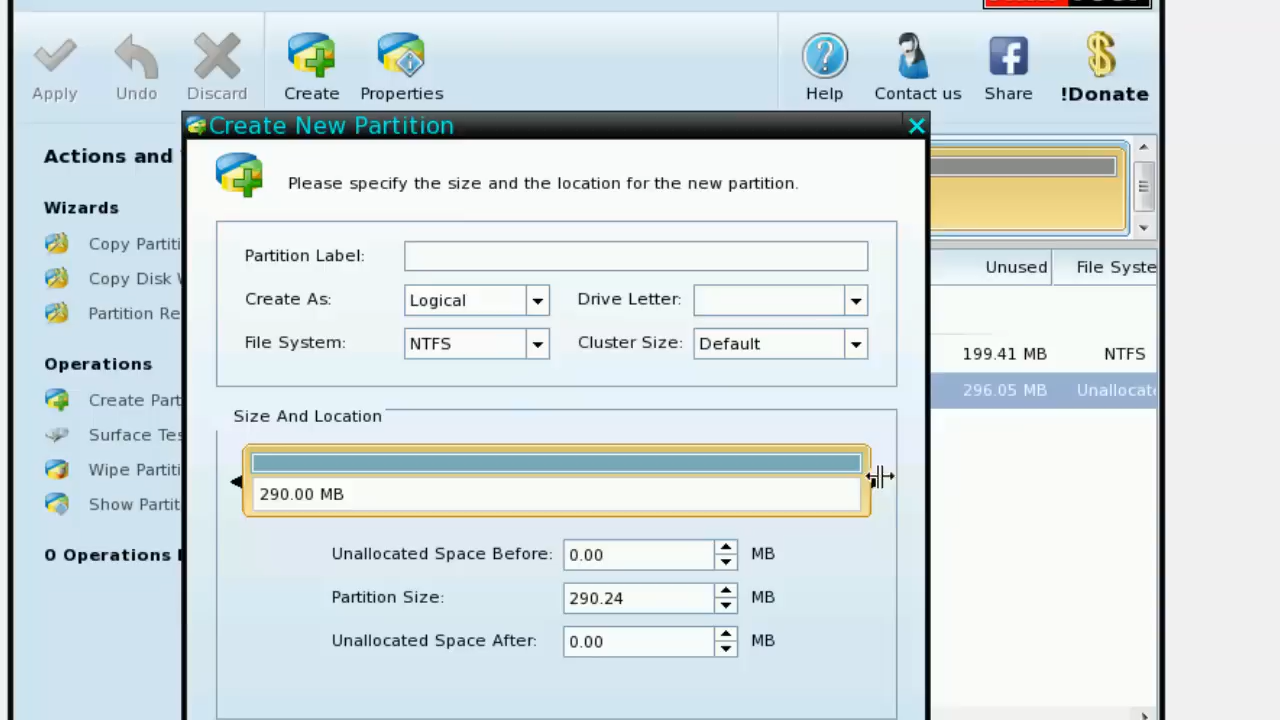 Apply
Undo
Discard
Create
Properties
Help
Contact us
Share
!Donate
Create New Partition
Actions and
Please specify the size and the location for the new partition.
Wizards
Copy Partiti
Copy Disk
Partition Re
Partition Label:
Create As: Logical Drive Letter:
File System: NTFS Cluster Size: Default
Unused File Syste
199.41 MB NTFS
296.05 MB Unallocate
Operations
Create Part
Surface Tes
Wipe Partiti
Show Partit
0 Operations
Size And Location
290.00 MB
Unallocated Space Before: 0.00 MB
Partition Size: 290.24 MB
Unallocated Space After: 0.00 MB